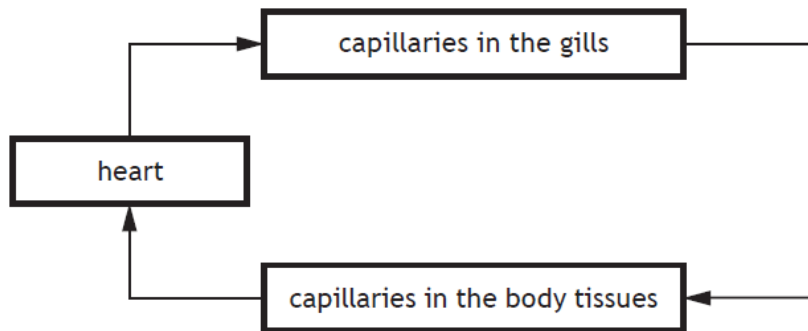 capillaries in the gills
heart
capillaries in the body tissues